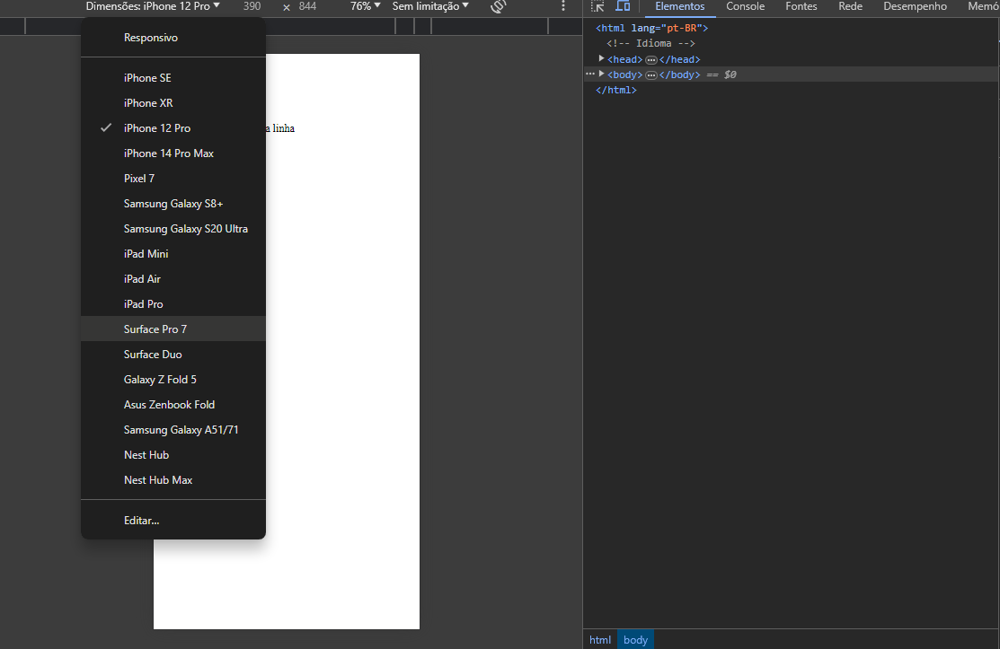 Dimensões: iPhone 12 Pro ▼ 390 × 844 76% ▼ Sem limitação ▼
Responsivo
iPhone SE
iPhone XR
iPhone 12 Pro
iPhone 14 Pro Max
Pixel 7
Samsung Galaxy S8+
Samsung Galaxy S20 Ultra
iPad Mini
iPad Air
iPad Pro
Surface Pro 7
Surface Duo
Galaxy Z Fold 5
Asus Zenbook Fold
Samsung Galaxy A51/71
Nest Hub
Nest Hub Max
Editar...
a linha
Elementos Console Fontes Rede Desempenho Memó
<html lang="pt-BR">
<!-- Idioma -->
<head>…</head>
<body>…</body> == $0
</html>
html body